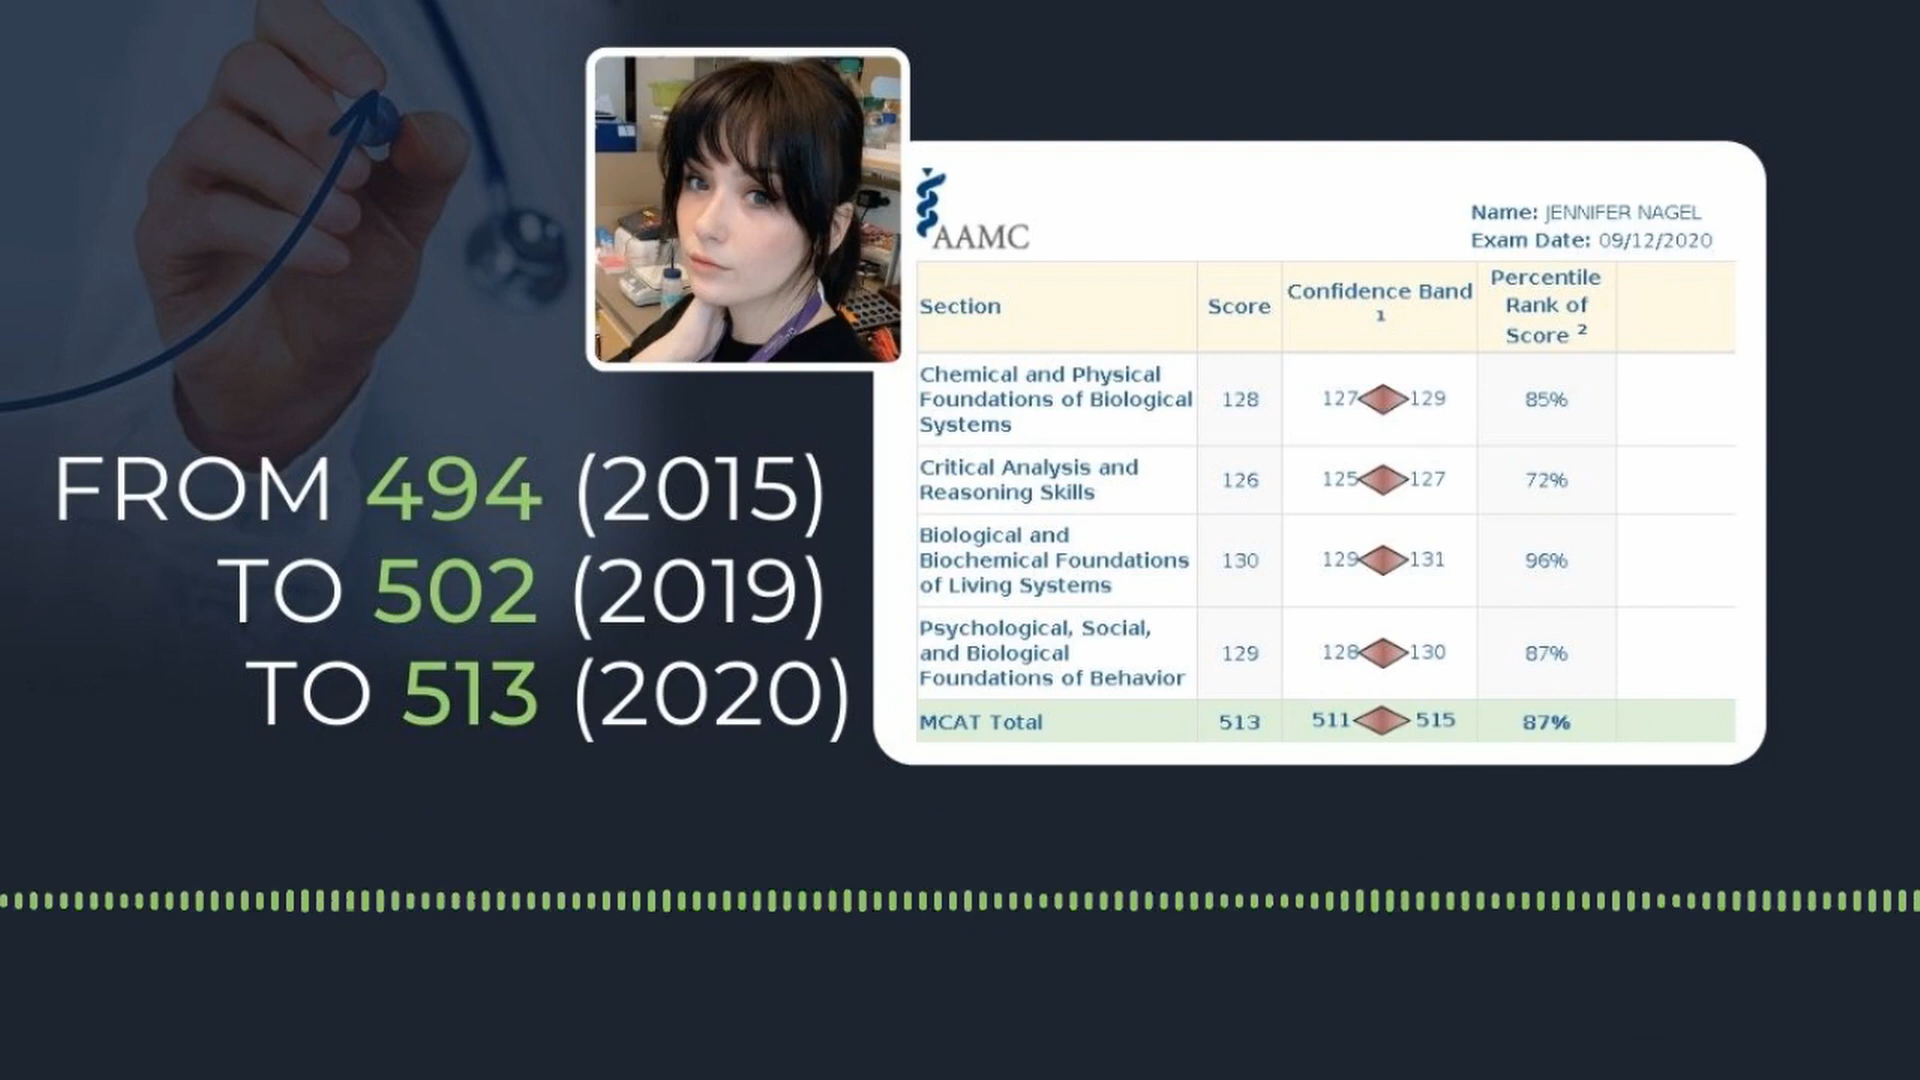 FROM 494 (2015)
TO 502 (2019)
TO 513 (2020)
AAMC
Name: JENNIFER NAGEL
Exam Date: 09/12/2020
Section
Score
Confidence Band
1
Percentile
Rank of
Score 2
Chemical and Physical
Foundations of Biological
Systems
128
127 129
85%
Critical Analysis and
Reasoning Skills
126
125 127
72%
Biological and
Biochemical Foundations
of Living Systems
130
129 131
96%
Psychological, Social,
and Biological
Foundations of Behavior
129
128 130
87%
MCAT Total
513
511 515
87%